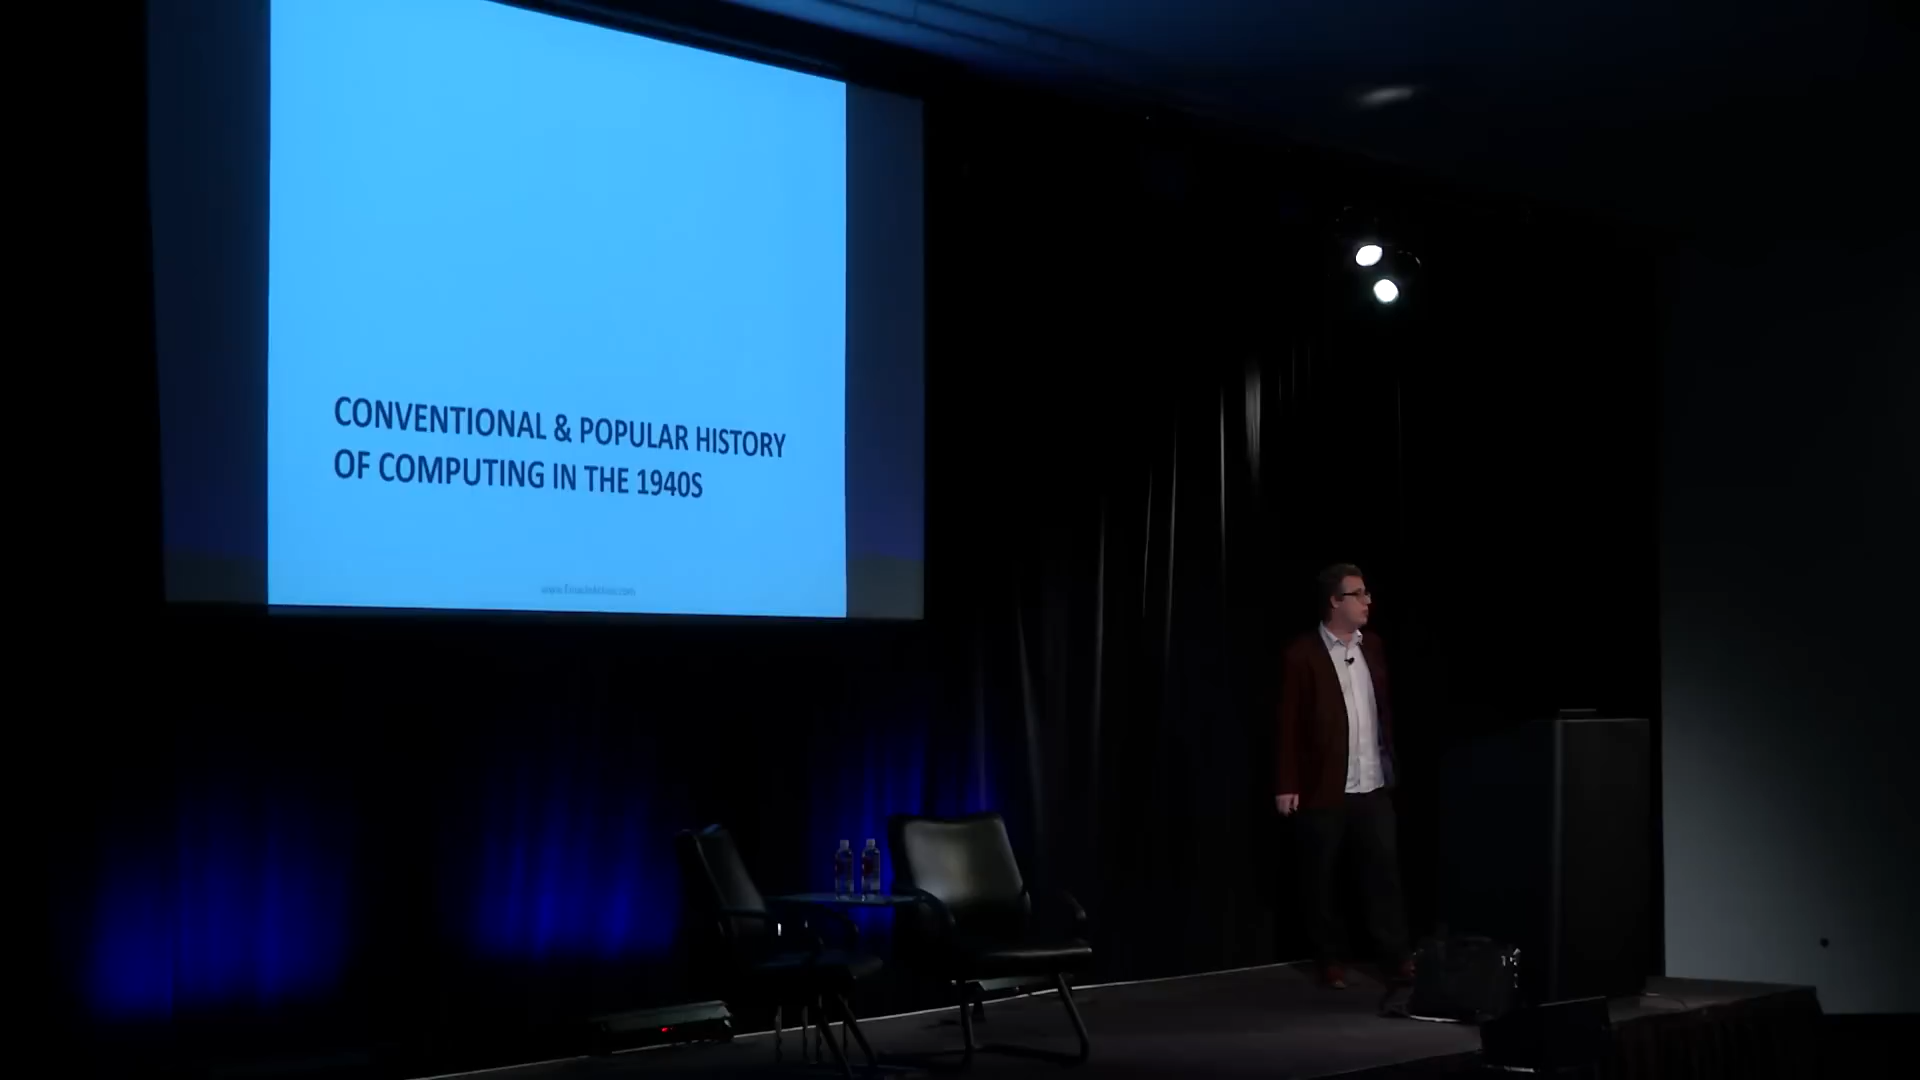 CONVENTIONAL & POPULAR HISTORY
OF COMPUTING IN THE 1940S